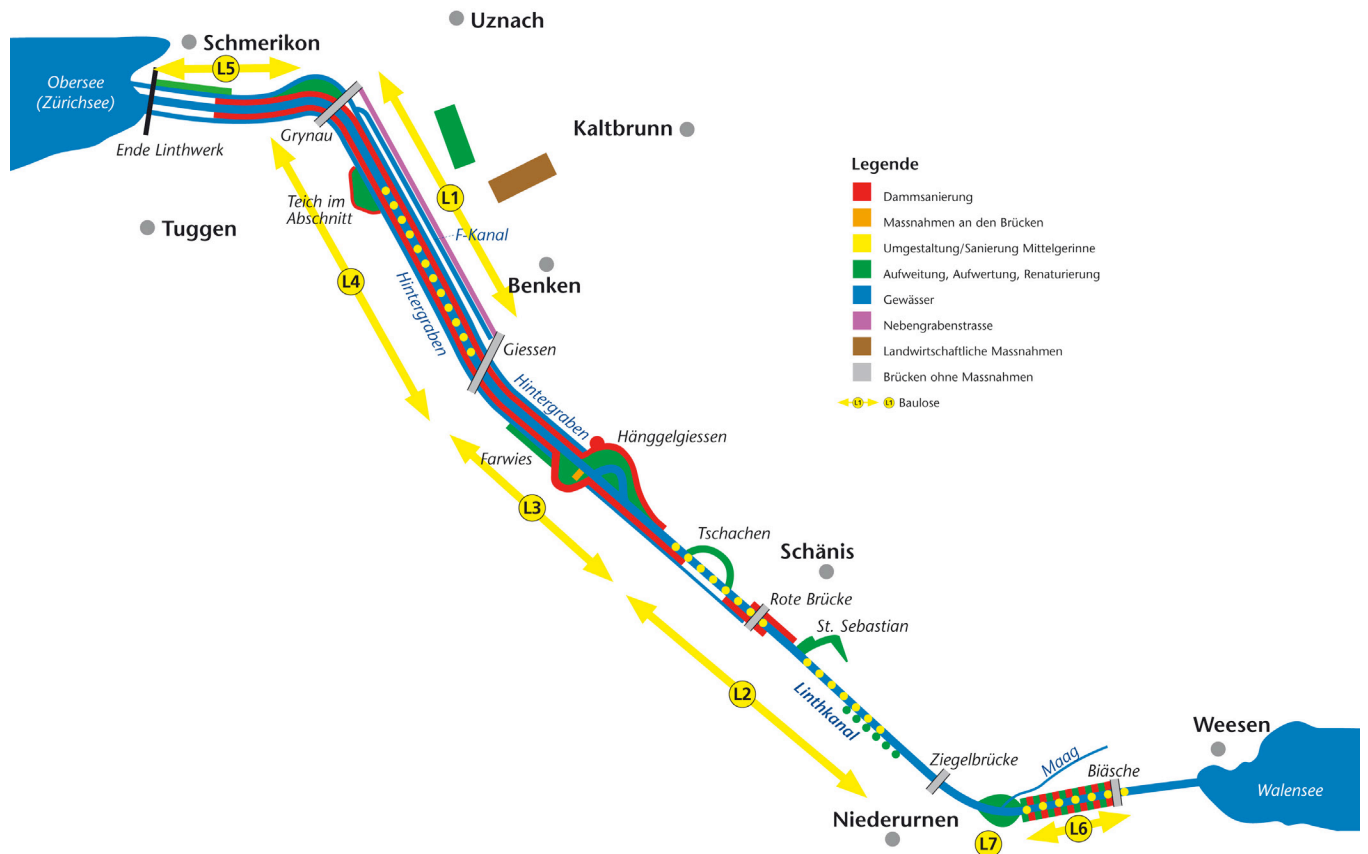 Uznach
Schmerikon
L5
Obersee
(Zürichsee)
Ende Linthwerk
Grynau
Kaltbrunn
Teich im
Abschnitt
Tuggen
L1
F-Kanal
Benken
L4
Hintergraben
Giessen
Hintergraben
Hänggelgiessen
Farwies
L3
Tschachen
Schänis
Rote Brücke
St. Sebastian
L2
Linthkanal
Ziegelbrücke
Maag
Biäsche
Weesen
Walensee
Niederurnen
L7
L6
Legende
Dammsanierung
Massnahmen an den Brücken
Umgestaltung/Sanierung Mittelgerinne
Aufweitung, Aufwertung, Renaturierung
Gewässer
Nebengrabenstrasse
Landwirtschaftliche Massnahmen
Brücken ohne Massnahmen
L1 L1 Baulose